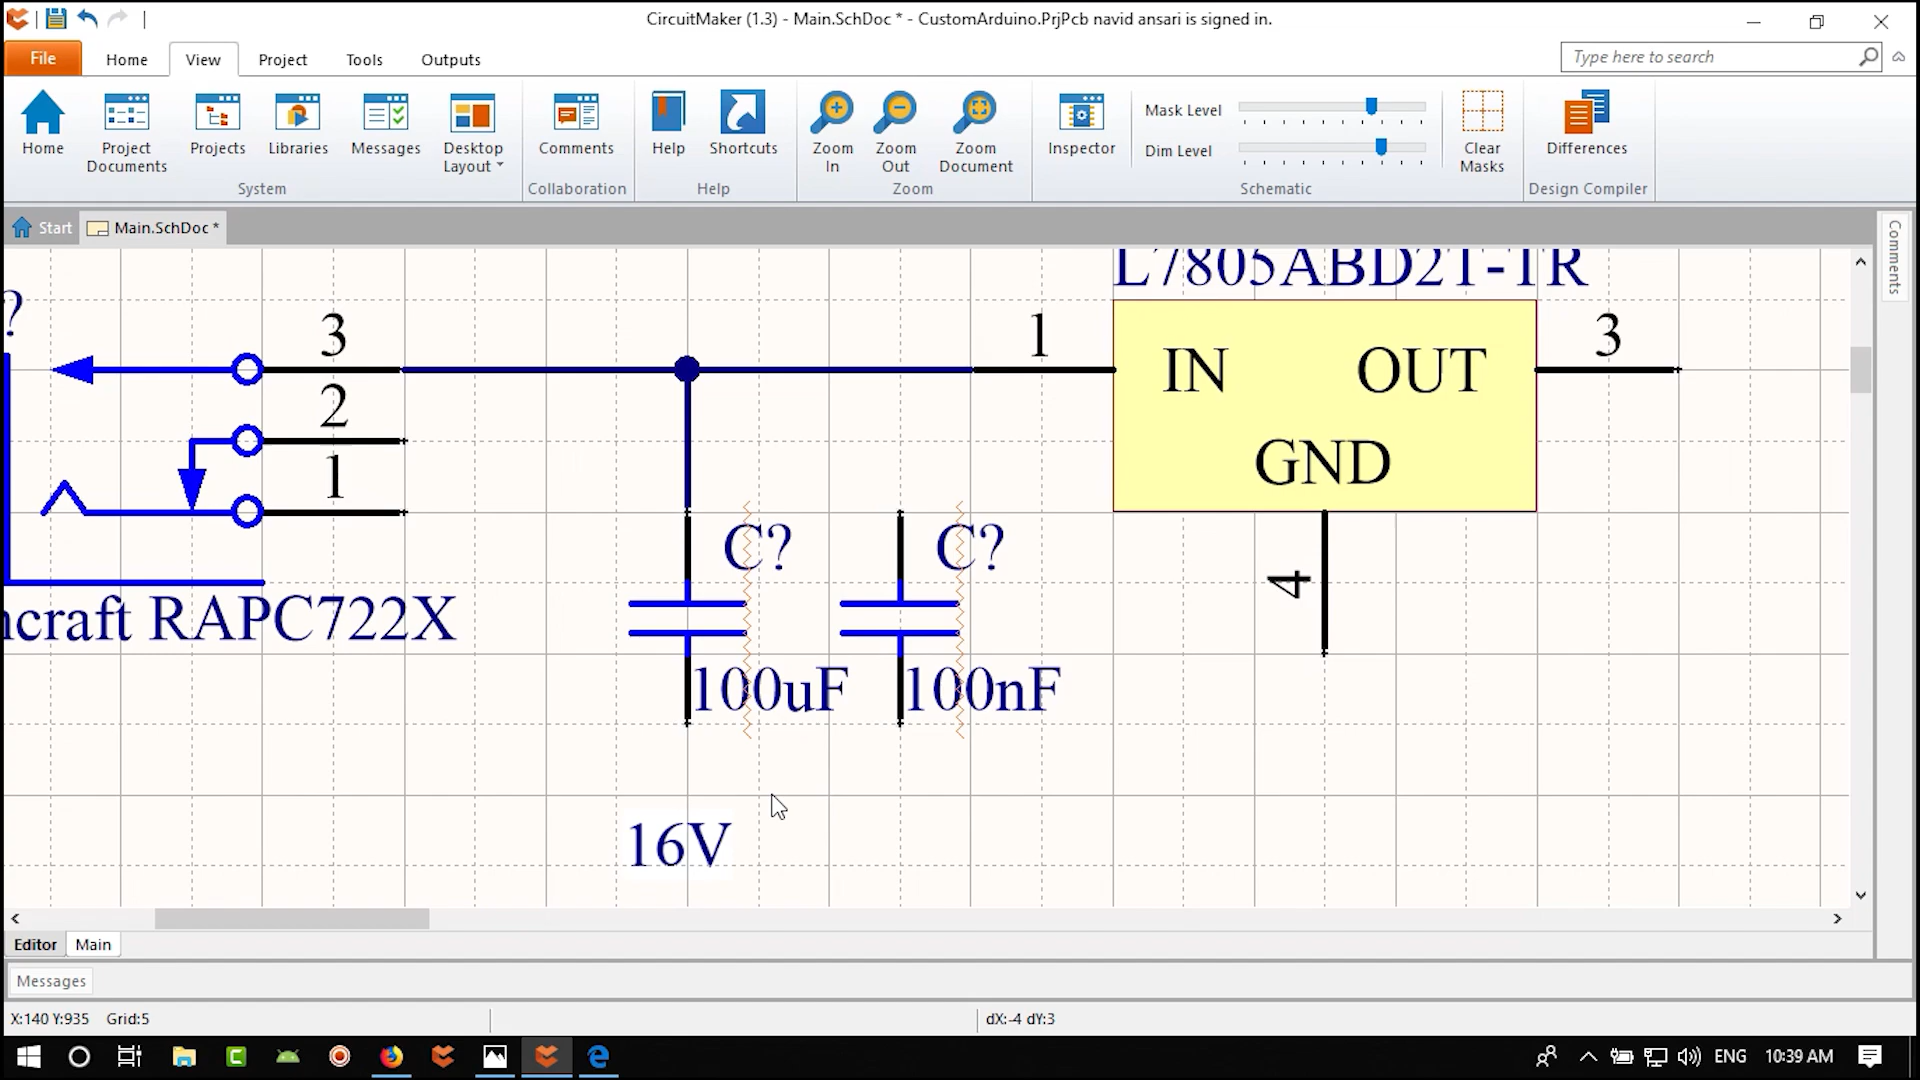 CircuitMaker (1.3) - Main.SchDoc * - CustomArduino.PrjPcb navid ansari is signed in.
File Home View Project Tools Outputs
Type here to search
Home
Project Documents
Projects
Libraries
Messages
Desktop Layout
System
Comments
Collaboration
Help
Shortcuts
Help
Zoom In
Zoom Out
Zoom Document
Zoom
Inspector
Mask Level
Dim Level
Clear Masks
Schematic
Differences
Design Compiler
Start Main.SchDoc *
Comments
L7805ABD2T-TR
?
3
1
IN OUT
3
2
1
GND
4
C? C?
ncraft RAPC722X
100uF 100nF
16V
Editor Main
Messages
X:140 Y:935 Grid:5 dX:-4 dY:3
ENG 10:39 AM